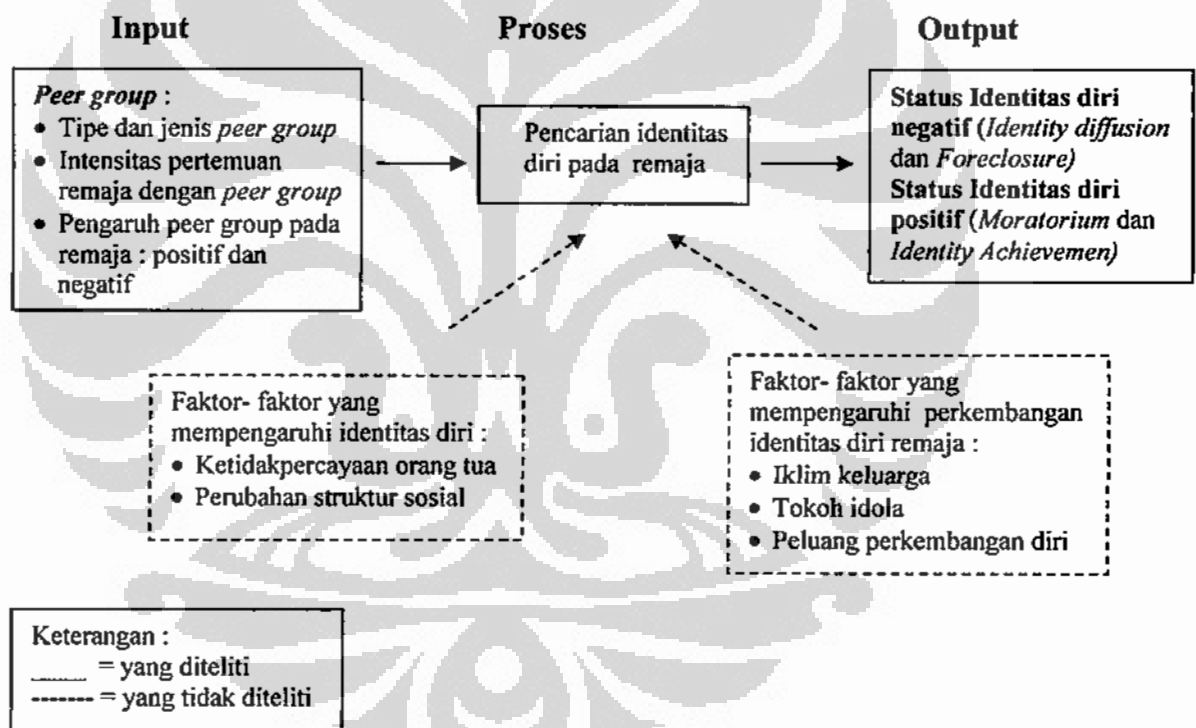 Input
Proses
Output
Peer group :
• Tipe dan jenis peer group
• Intensitas pertemuan
remaja dengan peer group
• Pengaruh peer group pada
remaja : positif dan
negatif
Pencarian identitas
diri pada remaja
Status Identitas diri
negatif (Identity diffusion
dan Foreclosure)
Status Identitas diri
positif (Moratorium dan
Identity Achievemen)
Faktor- faktor yang
mempengaruhi identitas diri :
• Ketidakpercayaan orang tua
• Perubahan struktur sosial
Faktor- faktor yang
mempengaruhi perkembangan
identitas diri remaja :
• Iklim keluarga
• Tokoh idola
• Peluang perkembangan diri
Keterangan :
______ = yang diteliti
------- = yang tidak diteliti